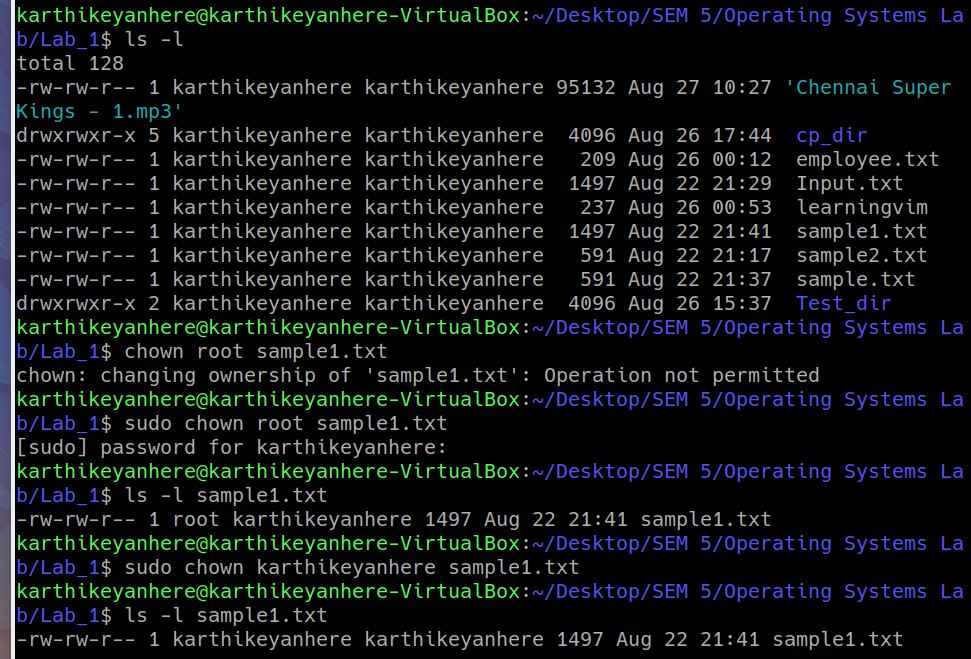 karthikeyanhere@karthikeyanhere-VirtualBox:~/Desktop/SEM 5/Operating Systems La
b/Lab_1$ ls -l
total 128
-rw-rw-r-- 1 karthikeyanhere karthikeyanhere 95132 Aug 27 10:27 'Chennai Super
Kings - 1.mp3'
drwxrwxr-x 5 karthikeyanhere karthikeyanhere  4096 Aug 26 17:44  cp_dir
-rw-rw-r-- 1 karthikeyanhere karthikeyanhere   209 Aug 26 00:12  employee.txt
-rw-rw-r-- 1 karthikeyanhere karthikeyanhere  1497 Aug 22 21:29  Input.txt
-rw-rw-r-- 1 karthikeyanhere karthikeyanhere   237 Aug 26 00:53  learningvim
-rw-rw-r-- 1 karthikeyanhere karthikeyanhere  1497 Aug 22 21:41  sample1.txt
-rw-rw-r-- 1 karthikeyanhere karthikeyanhere   591 Aug 22 21:17  sample2.txt
-rw-rw-r-- 1 karthikeyanhere karthikeyanhere   591 Aug 22 21:37  sample.txt
drwxrwxr-x 2 karthikeyanhere karthikeyanhere  4096 Aug 26 15:37  Test_dir
karthikeyanhere@karthikeyanhere-VirtualBox:~/Desktop/SEM 5/Operating Systems La
b/Lab_1$ chown root sample1.txt
chown: changing ownership of 'sample1.txt': Operation not permitted
karthikeyanhere@karthikeyanhere-VirtualBox:~/Desktop/SEM 5/Operating Systems La
b/Lab_1$ sudo chown root sample1.txt
[sudo] password for karthikeyanhere:
karthikeyanhere@karthikeyanhere-VirtualBox:~/Desktop/SEM 5/Operating Systems La
b/Lab_1$ ls -l sample1.txt
-rw-rw-r-- 1 root karthikeyanhere 1497 Aug 22 21:41 sample1.txt
karthikeyanhere@karthikeyanhere-VirtualBox:~/Desktop/SEM 5/Operating Systems La
b/Lab_1$ sudo chown karthikeyanhere sample1.txt
karthikeyanhere@karthikeyanhere-VirtualBox:~/Desktop/SEM 5/Operating Systems La
b/Lab_1$ ls -l sample1.txt
-rw-rw-r-- 1 karthikeyanhere karthikeyanhere 1497 Aug 22 21:41 sample1.txt